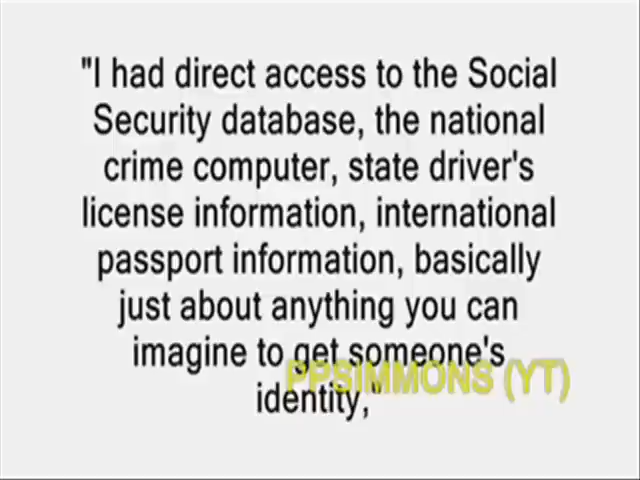 "I had direct access to the Social
Security database, the national
crime computer, state driver's
license information, international
passport information, basically
just about anything you can
imagine to get someone's
PPSIMMONS (YT)
identity,"